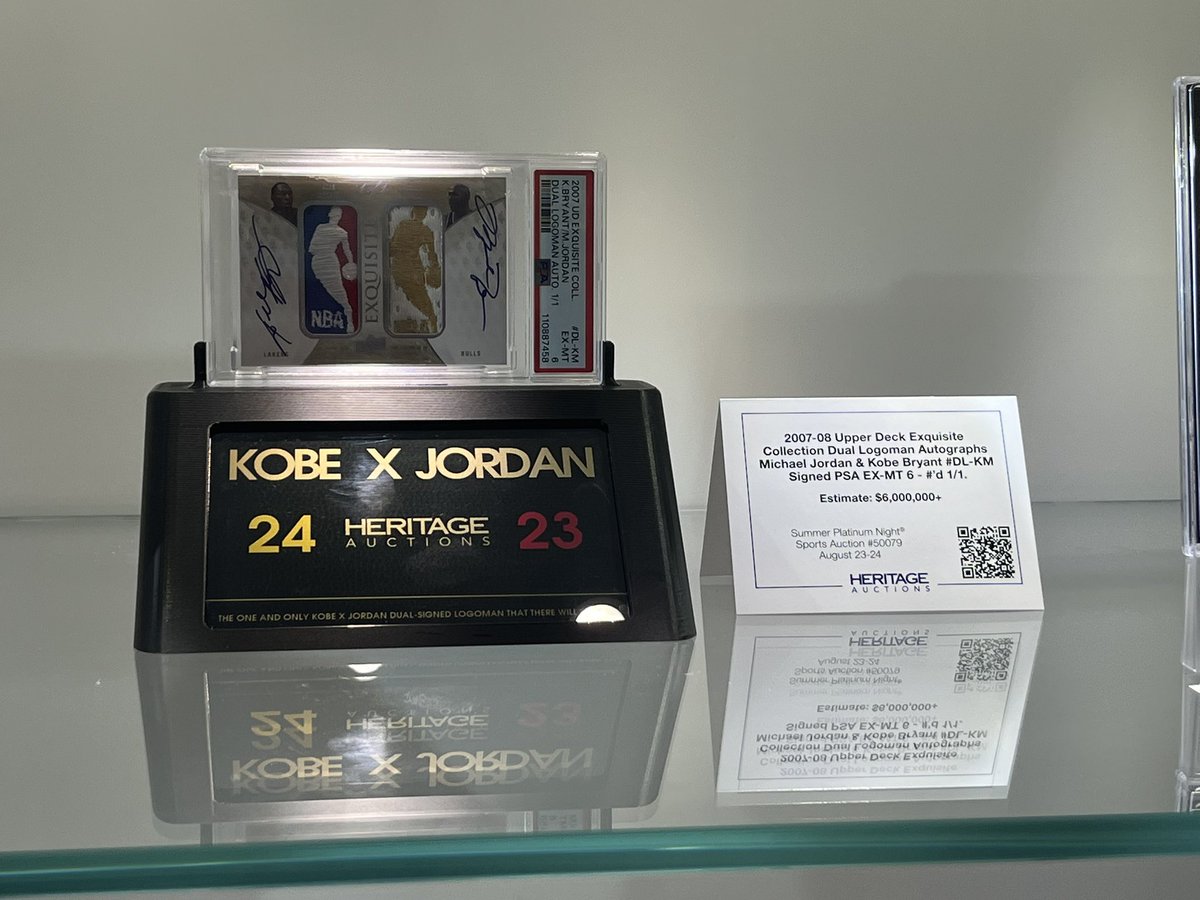 2007 UD EXQUISITE COLL. #DL-KM
K.BRYANT/M.JORDAN EX-MT
DUAL LOGOMAN AUTO. 1/1 6
PSA 110887458
EXQUISITE
NBA
LAKERS
BULLS
KOBE X JORDAN
24 HERITAGE 23
AUCTIONS
THE ONE AND ONLY KOBE X JORDAN DUAL-SIGNED LOGOMAN THAT THERE WILL
2007-08 Upper Deck Exquisite
Collection Dual Logoman Autographs
Michael Jordan & Kobe Bryant #DL-KM
Signed PSA EX-MT 6 - #'d 1/1.
Estimate: $6,000,000+
Summer Platinum Night®
Sports Auction #50079
August 23-24
HERITAGE
AUCTIONS